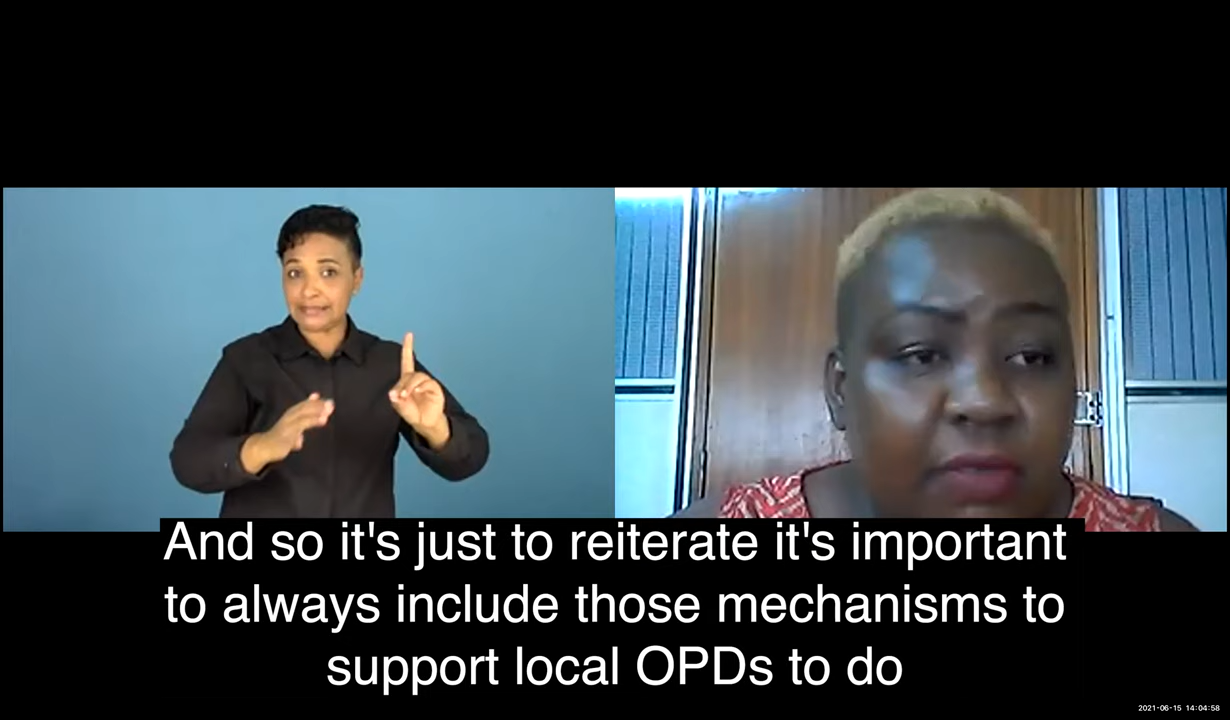 And so it's just to reiterate it's important
to always include those mechanisms to
support local OPDs to do
2021-06-15 14:04:58